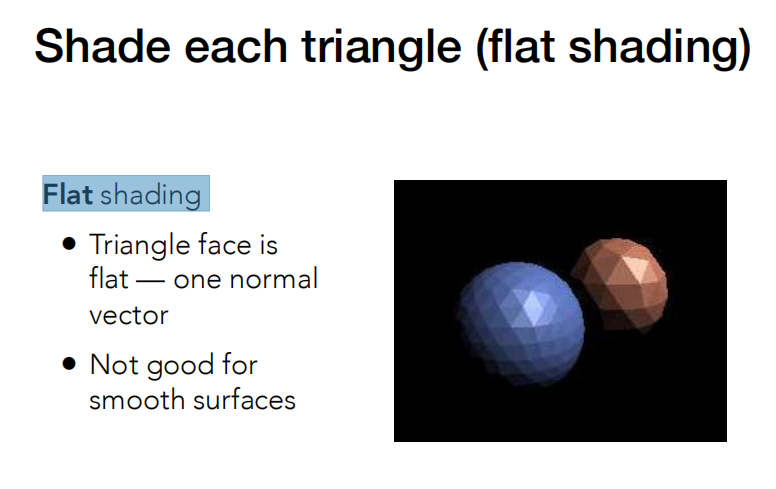 Shade each triangle (flat shading)
Flat shading
• Triangle face is
flat — one normal
vector
• Not good for
smooth surfaces